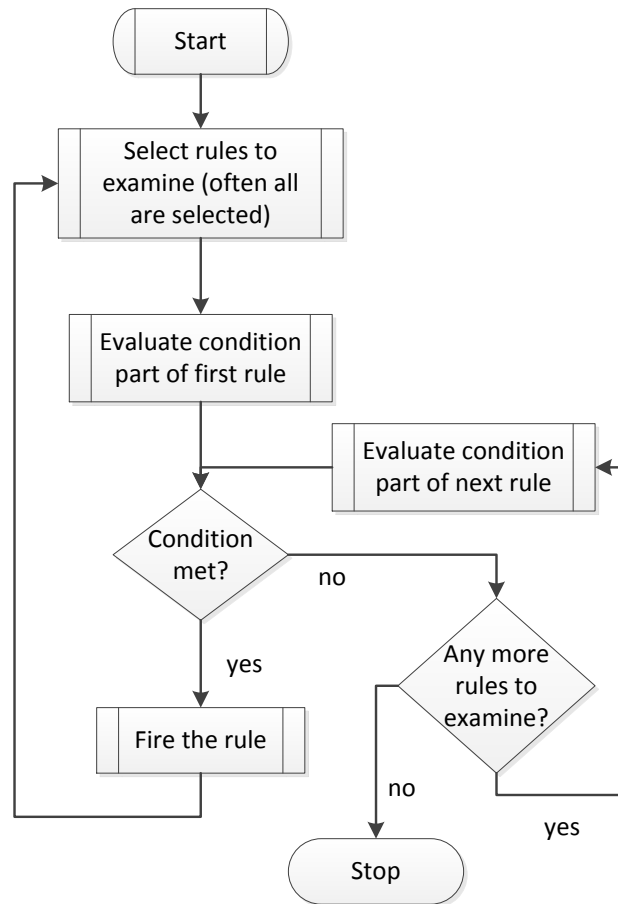 Start
Select rules to
examine (often all
are selected)
Evaluate condition
part of first rule
Evaluate condition
part of next rule
Condition
met?
no
yes
Any more
rules to
examine?
Fire the rule
no
yes
Stop